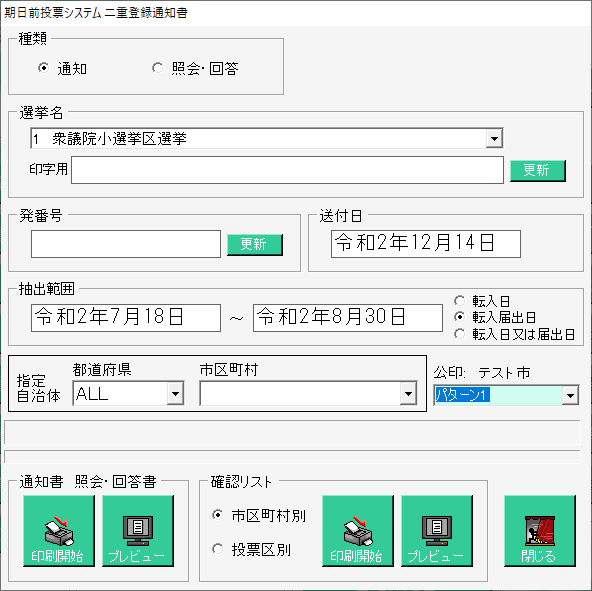 期日前投票システム 二重登録通知書
種類
通知 照会・回答
選挙名
1 衆議院小選挙区選挙
印字用 更新
発番号 送付日
更新 令和2年12月14日
抽出範囲
令和2年7月18日 ～ 令和2年8月30日
転入日
転入届出日
転入日又は届出日
指定
自治体
都道府県 市区町村
ALL
公印: テスト市
パターン1
通知書 照会・回答書 確認リスト
印刷開始 プレビュー
市区町村別
投票区別
印刷開始 プレビュー
閉じる